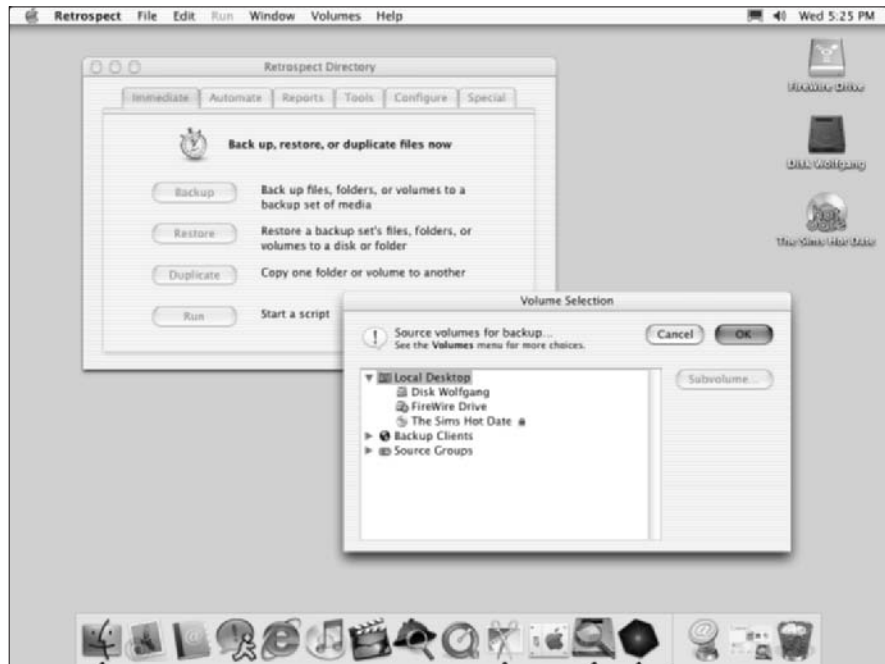 Retrospect File Edit Run Window Volumes Help Wed 5:25 PM
Retrospect Directory
Immediate Automate Reports Tools Configure Special
Back up, restore, or duplicate files now
Backup
Back up files, folders, or volumes to a
backup set of media
Restore
Restore a backup set's files, folders, or
volumes to a disk or folder
Duplicate
Copy one folder or volume to another
Run
Start a script
Volume Selection
Source volumes for backup...
See the Volumes menu for more choices.
Cancel OK
Subvolume...
Local Desktop
Disk Wolfgang
FireWire Drive
The Sims Hot Date
Backup Clients
Source Groups
FireWire Drive
Disk Wolfgang
Hot Date
The Sims Hot Date